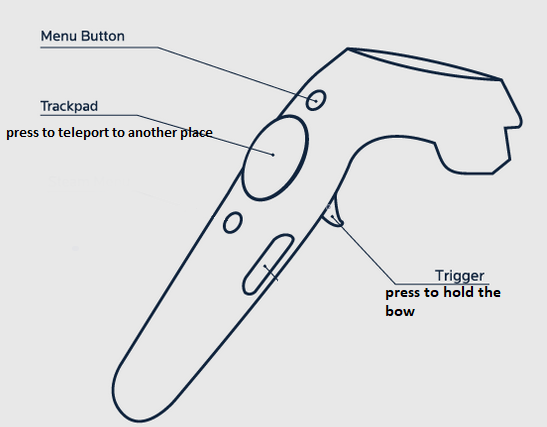 Menu Button
Trackpad
press to teleport to another place
Trigger
press to hold the
bow